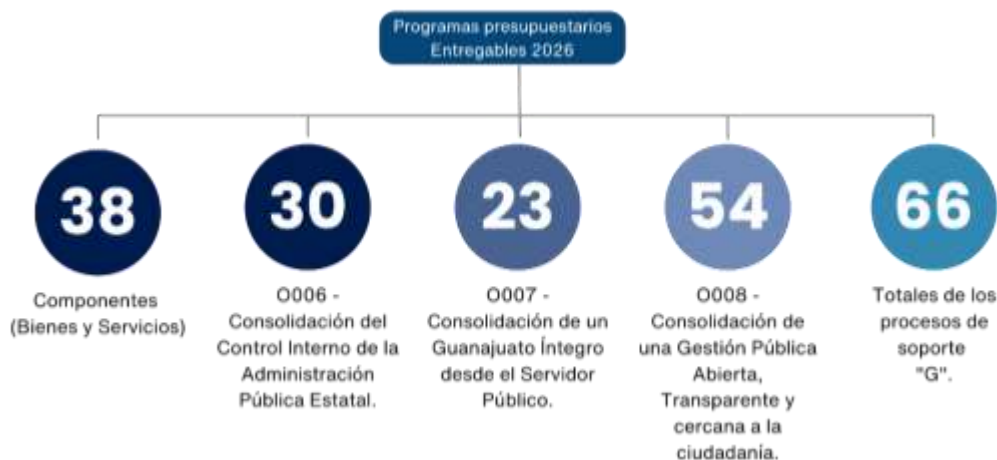 Programas presupuestarios
Entregables 2026
38
30
23
54
66
Componentes
(Bienes y Servicios)
O006 -
Consolidación del
Control Interno de la
Administración
Pública Estatal.
O007 -
Consolidación de un
Guanajuato Íntegro
desde el Servidor
Público.
O008 -
Consolidación de
una Gestión Pública
Abierta,
Transparente y
cercana a la
ciudadanía.
Totales de los
procesos de
soporte
"G".